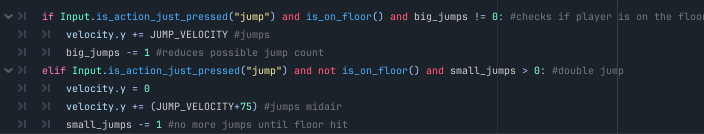 if Input.is_action_just_pressed("jump") and is_on_floor() and big_jumps != 0: #checks if player is on the floor
velocity.y += JUMP_VELOCITY #jumps
big_jumps -= 1 #reduces possible jump count
elif Input.is_action_just_pressed("jump") and not is_on_floor() and small_jumps > 0: #double jump
velocity.y = 0
velocity.y += (JUMP_VELOCITY+75) #jumps midair
small_jumps -= 1 #no more jumps until floor hit